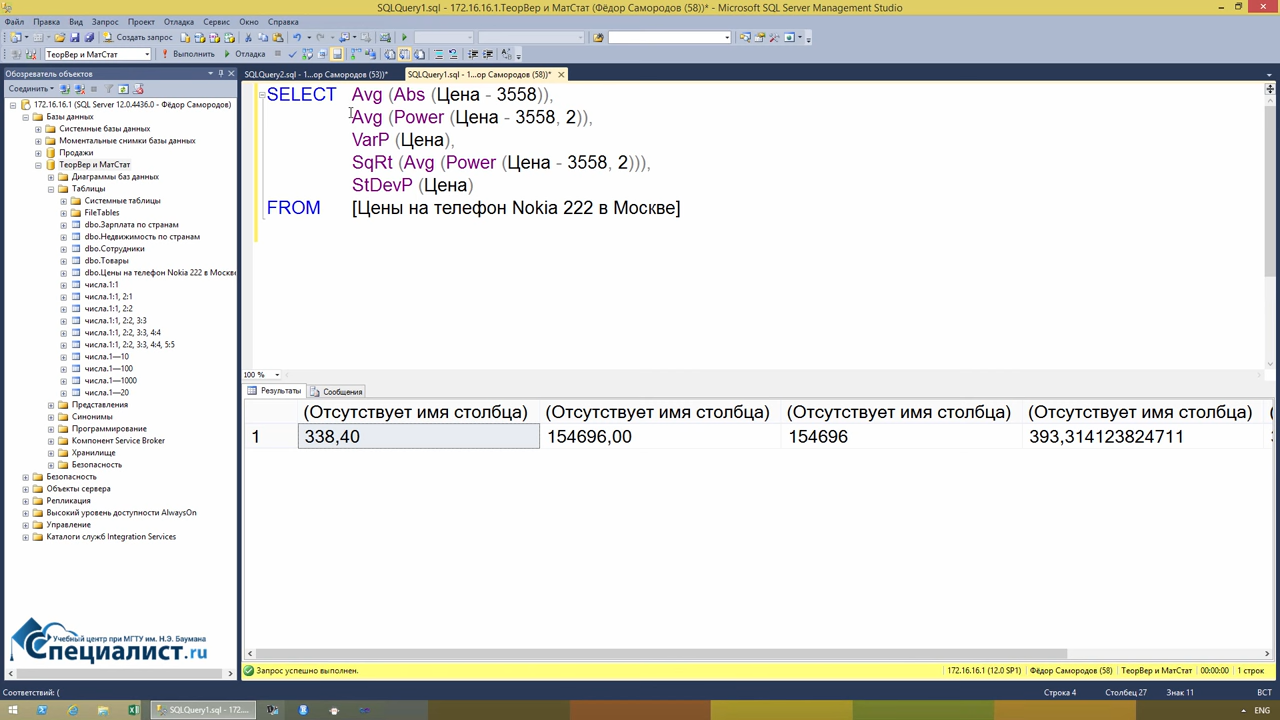 SQLQuery1.sql - 172.16.16.1.ТеорВер и МатСтат (Фёдор Самородов (58))* - Microsoft SQL Server Management Studio
Файл Правка Вид Запрос Проект Отладка Сервис Окно Справка
Создать запрос
ТеорВер и МатСтат Выполнить Отладка
Обозреватель объектов
SQLQuery2.sql - 1...ор Самородов (53))*
SQLQuery1.sql - 1...ор Самородов (58))*
Соединить
172.16.16.1 (SQL Server 12.0.4436.0 - Фёдор Самородов)
Базы данных
Системные базы данных
Моментальные снимки базы данных
Продажи
ТеорВер и МатСтат
Диаграммы баз данных
Таблицы
Системные таблицы
FileTables
dbo.Зарплата по странам
dbo.Недвижимость по странам
dbo.Сотрудники
dbo.Товары
dbo.Цены на телефон Nokia 222 в Москве
числа.1:1
числа.1:1, 2:1
числа.1:1, 2:2
числа.1:1, 2:2, 3:3
числа.1:1, 2:2, 3:3, 4:4
числа.1:1, 2:2, 3:3, 4:4, 5:5
числа.1—10
числа.1—100
числа.1—1000
числа.1—20
Представления
Синонимы
Программирование
Компонент Service Broker
Хранилище
Безопасность
Безопасность
Объекты сервера
Репликация
Высокий уровень доступности AlwaysOn
Управление
Каталоги служб Integration Services
Учебный центр при МГТУ им. Н.Э. Баумана
Специалист.ru
SELECT Avg (Abs (Цена - 3558)),
Avg (Power (Цена - 3558, 2)),
VarP (Цена),
SqRt (Avg (Power (Цена - 3558, 2))),
StDevP (Цена)
FROM [Цены на телефон Nokia 222 в Москве]
100 %
Результаты Сообщения
(Отсутствует имя столбца) (Отсутствует имя столбца) (Отсутствует имя столбца) (Отсутствует имя столбца)
1 338,40 154696,00 154696 393,314123824711
Запрос успешно выполнен.
172.16.16.1 (12.0 SP1) Фёдор Самородов (58) ТеорВер и МатСтат 00:00:00 1 строк
Соответствий: (
Строка 4 Столбец 27 Знак 11 ВСТ
SQLQuery1.sql - 172....
ENG